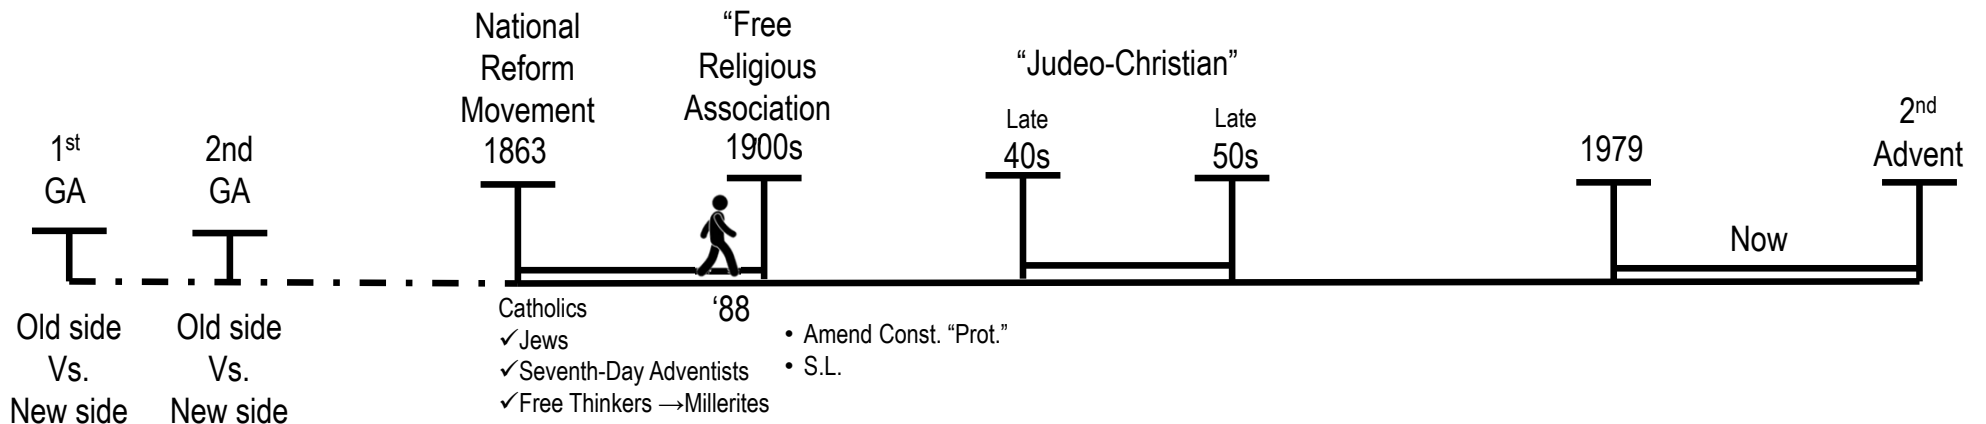 1st
GA
Old side
Vs.
New side
2nd
GA
Old side
Vs.
New side
National
Reform
Movement
1863
Catholics
✓Jews
✓Seventh-Day Adventists
✓Free Thinkers →Millerites
“Free
Religious
Association
1900s
‘88
• Amend Const. “Prot.”
• S.L.
“Judeo-Christian”
Late
40s
Late
50s
1979
Now
2nd
Advent